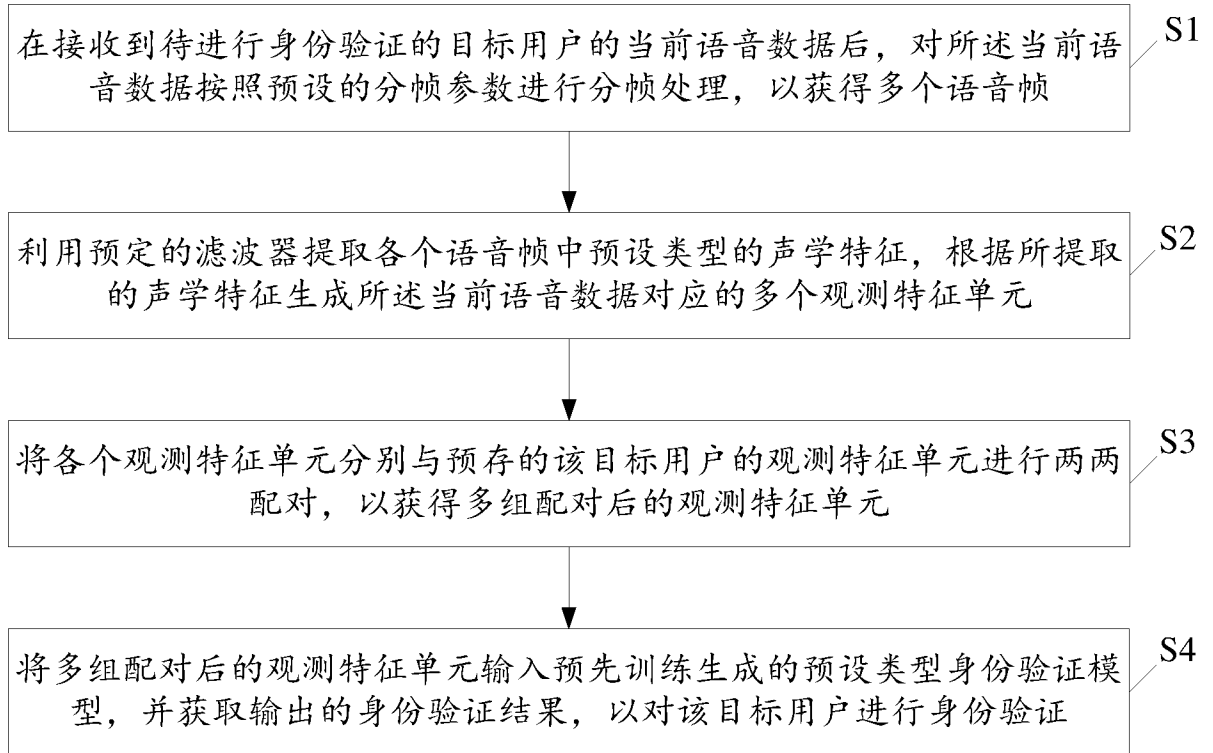 在接收到待进行身份验证的目标用户的当前语音数据后，对所述当前语
音数据按照预设的分帧参数进行分帧处理，以获得多个语音帧
S1
利用预定的滤波器提取各个语音帧中预设类型的声学特征，根据所提取
的声学特征生成所述当前语音数据对应的多个观测特征单元
S2
将各个观测特征单元分别与预存的该目标用户的观测特征单元进行两两
配对，以获得多组配对后的观测特征单元
S3
将多组配对后的观测特征单元输入预先训练生成的预设类型身份验证模
型，并获取输出的身份验证结果，以对该目标用户进行身份验证
S4